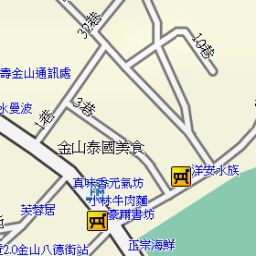 32巷
10巷
壽金山通訊處
水曼波
3巷
1巷
金山泰國美食
洋安水族
真味香元氣坊
小林牛肉麵
豪爾書坊
芙蓉居
正宗海鮮
2.0金山八德街站